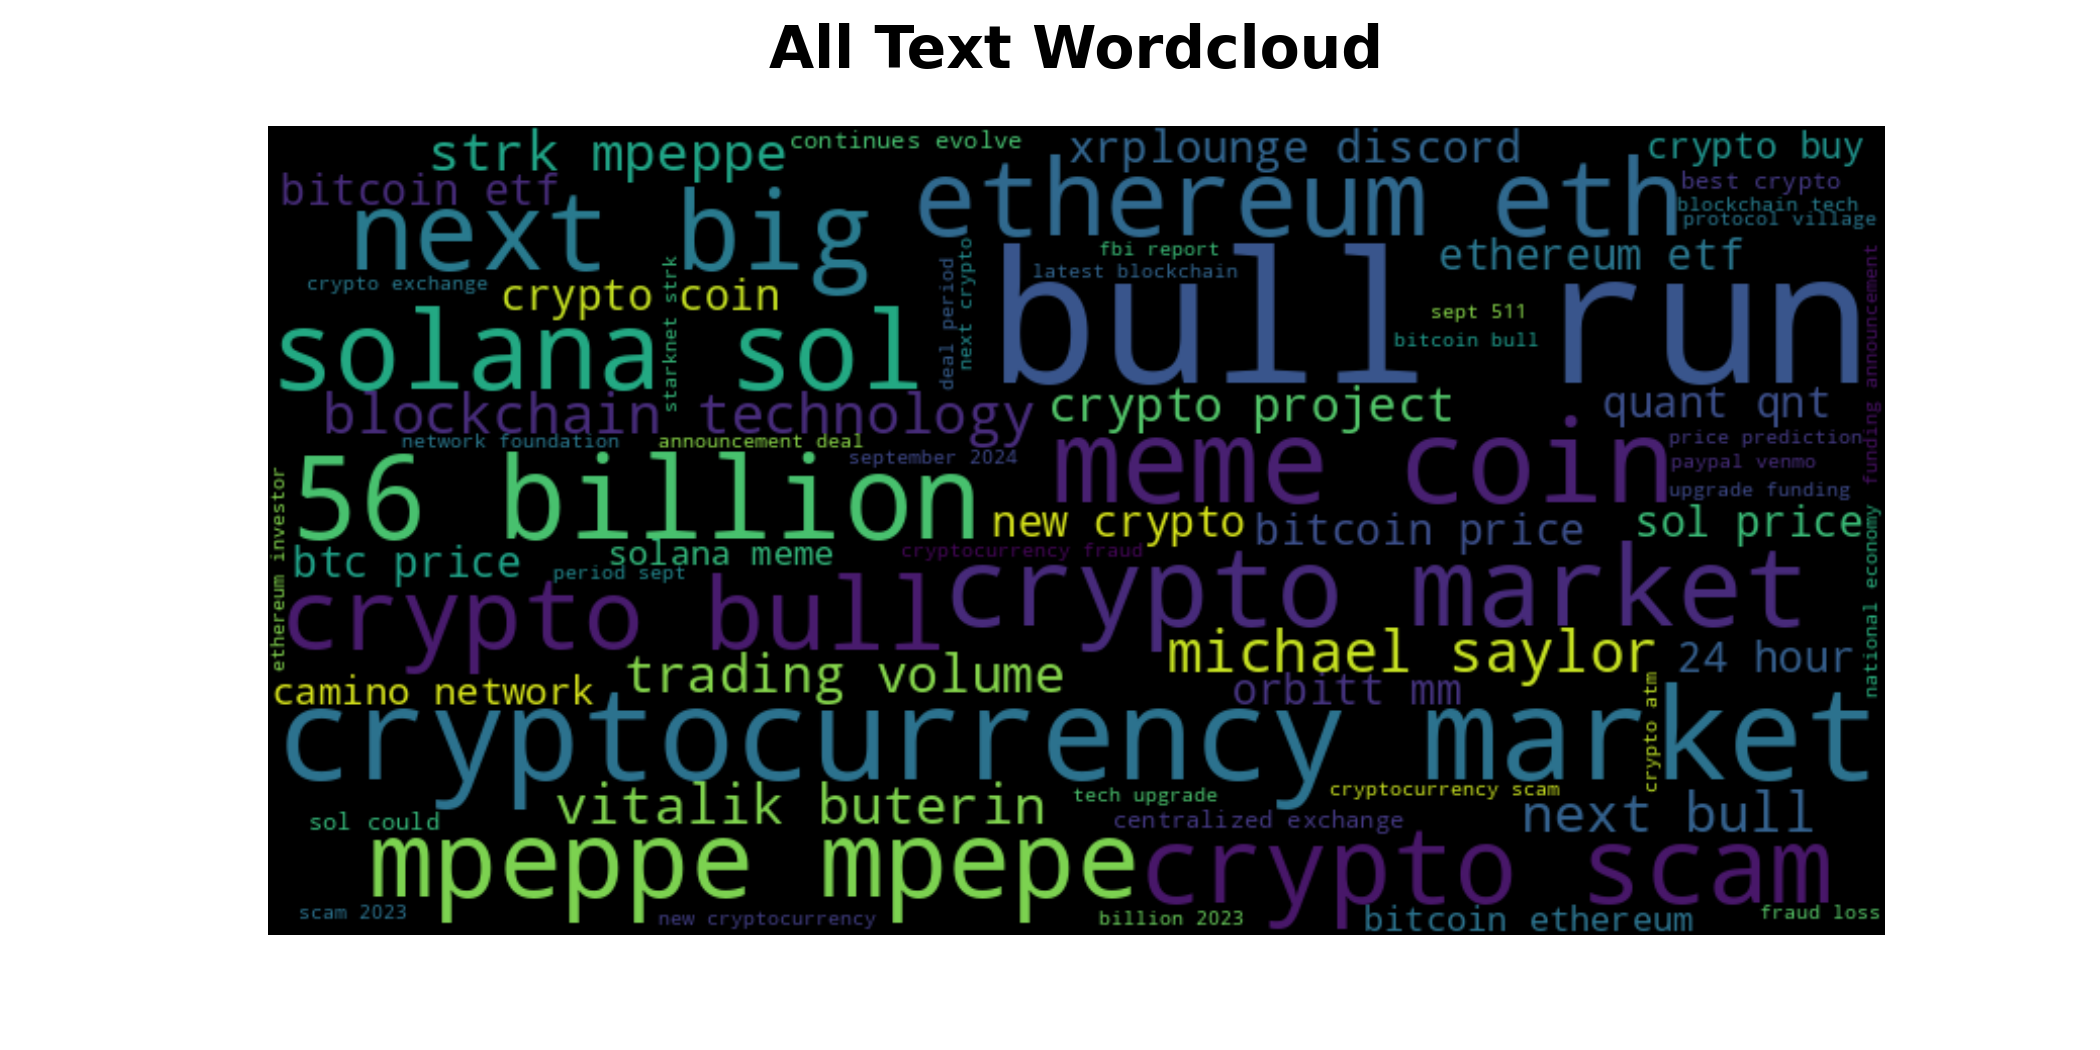 All Text Wordcloud
strk mpeppe
continues evolve
xrplounge discord
crypto buy
bitcoin etf
next big
ethereum eth
best crypto
blockchain tech
protocol village
fbi report
ethereum etf
latest blockchain
crypto exchange
crypto coin
starknet strk
deal period
next crypto
bull run
sept 511
bitcoin bull
funding announcement
solana sol
blockchain technology
crypto project
quant qnt
network foundation
announcement deal
september 2024
meme coin
price prediction
paypal venmo
upgrade funding
56 billion
new crypto
bitcoin price
sol price
ethereum investor
btc price
solana meme
cryptocurrency fraud
period sept
crypto bull
crypto market
national economy
michael saylor
24 hour
trading volume
camino network
orbitt mm
crypto atm
cryptocurrency market
vitalik buterin
tech upgrade
cryptocurrency scam
sol could
centralized exchange
next bull
mpeppe mpepe
crypto scam
scam 2023
new cryptocurrency
billion 2023
bitcoin ethereum
fraud loss